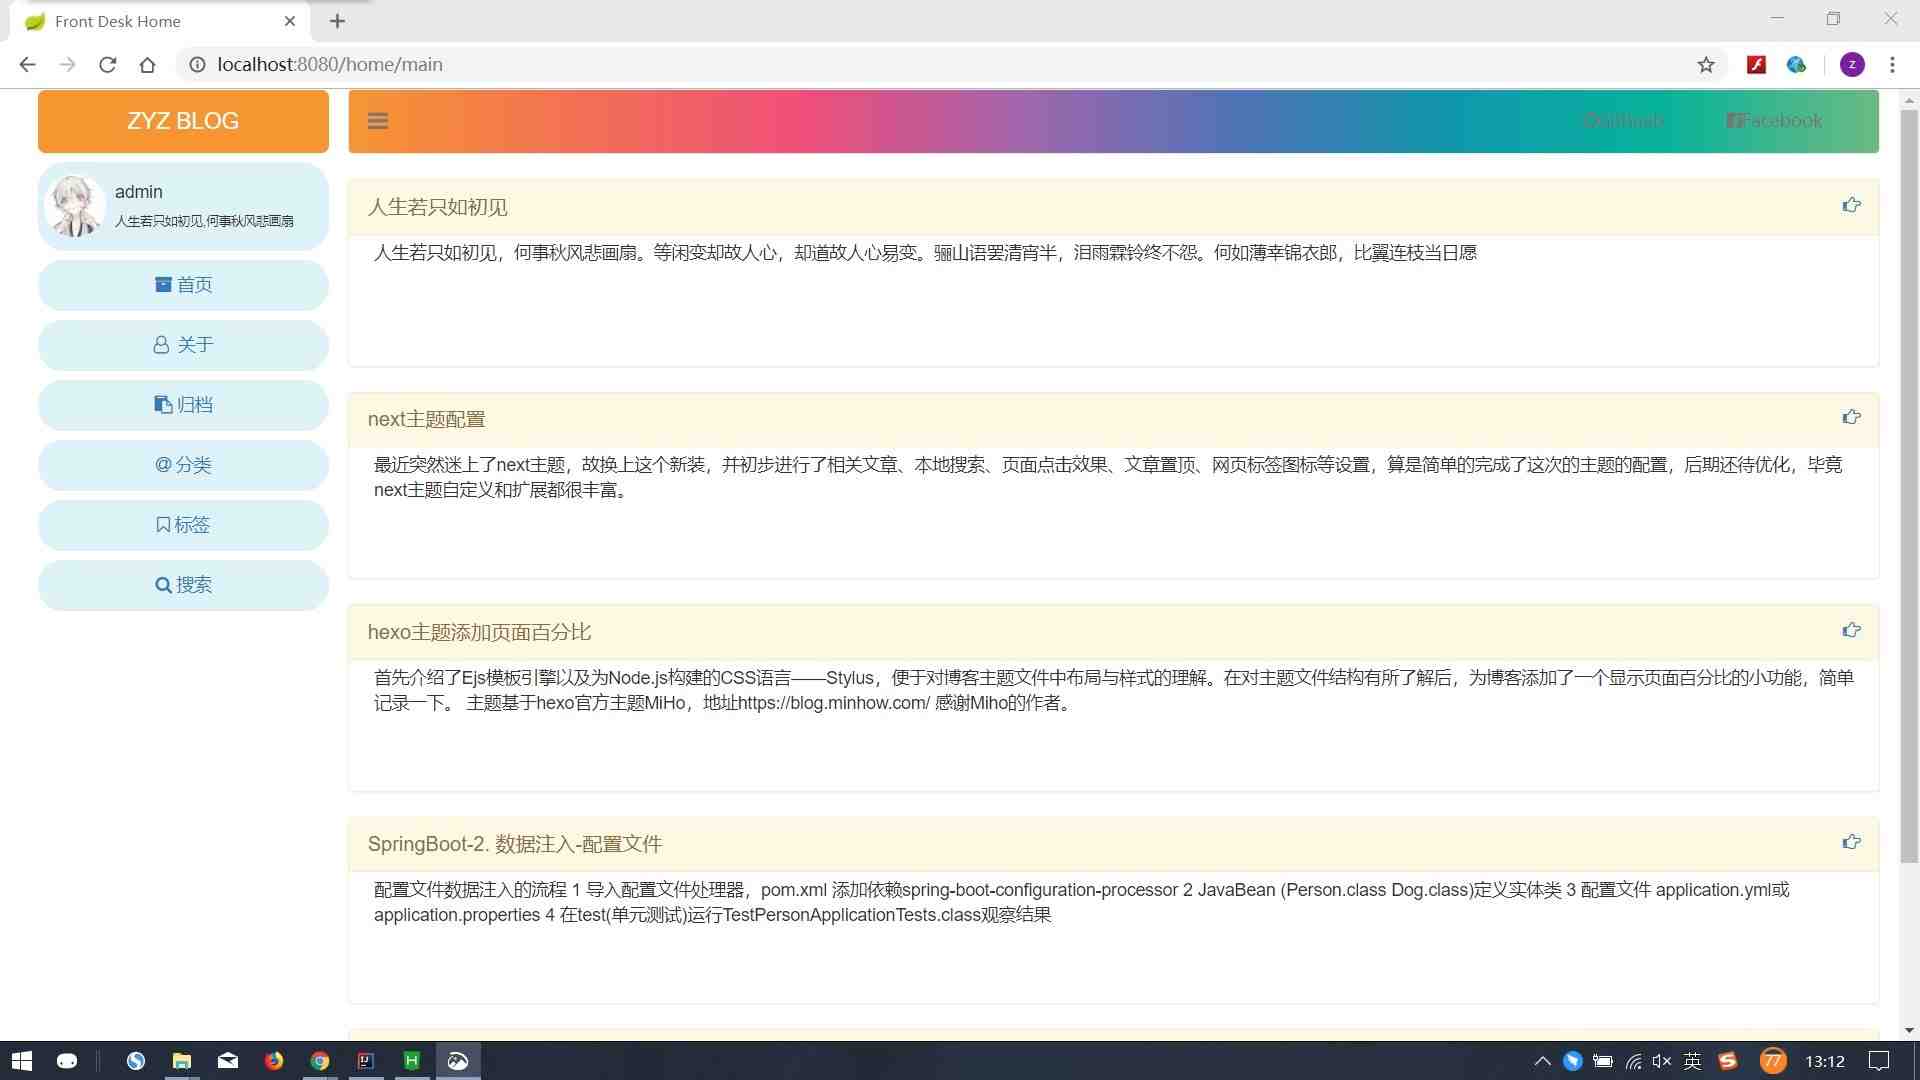 Front Desk Home
localhost:8080/home/main
z
ZYZ BLOG
Facebook
admin
人生若只如初见,何事秋风悲画扇
首页
关于
归档
分类
标签
搜索
人生若只如初见
人生若只如初见，何事秋风悲画扇。等闲变却故人心，却道故人心易变。骊山语罢清宵半，泪雨霖铃终不怨。何如薄幸锦衣郎，比翼连枝当日愿
next主题配置
最近突然迷上了next主题，故换上这个新装，并初步进行了相关文章、本地搜索、页面点击效果、文章置顶、网页标签图标等设置，算是简单的完成了这次的主题的配置，后期还待优化，毕竟
next主题自定义和扩展都很丰富。
hexo主题添加页面百分比
首先介绍了Ejs模板引擎以及为Node.js构建的CSS语言——Stylus，便于对博客主题文件中布局与样式的理解。在对主题文件结构有所了解后，为博客添加了一个显示页面百分比的小功能，简单
记录一下。 主题基于hexo官方主题MiHo，地址https://blog.minhow.com/ 感谢Miho的作者。
SpringBoot-2. 数据注入-配置文件
配置文件数据注入的流程 1 导入配置文件处理器，pom.xml 添加依赖spring-boot-configuration-processor 2 JavaBean (Person.class Dog.class)定义实体类 3 配置文件 application.yml或
application.properties 4 在test(单元测试)运行TestPersonApplicationTests.class观察结果
英
77
13:12